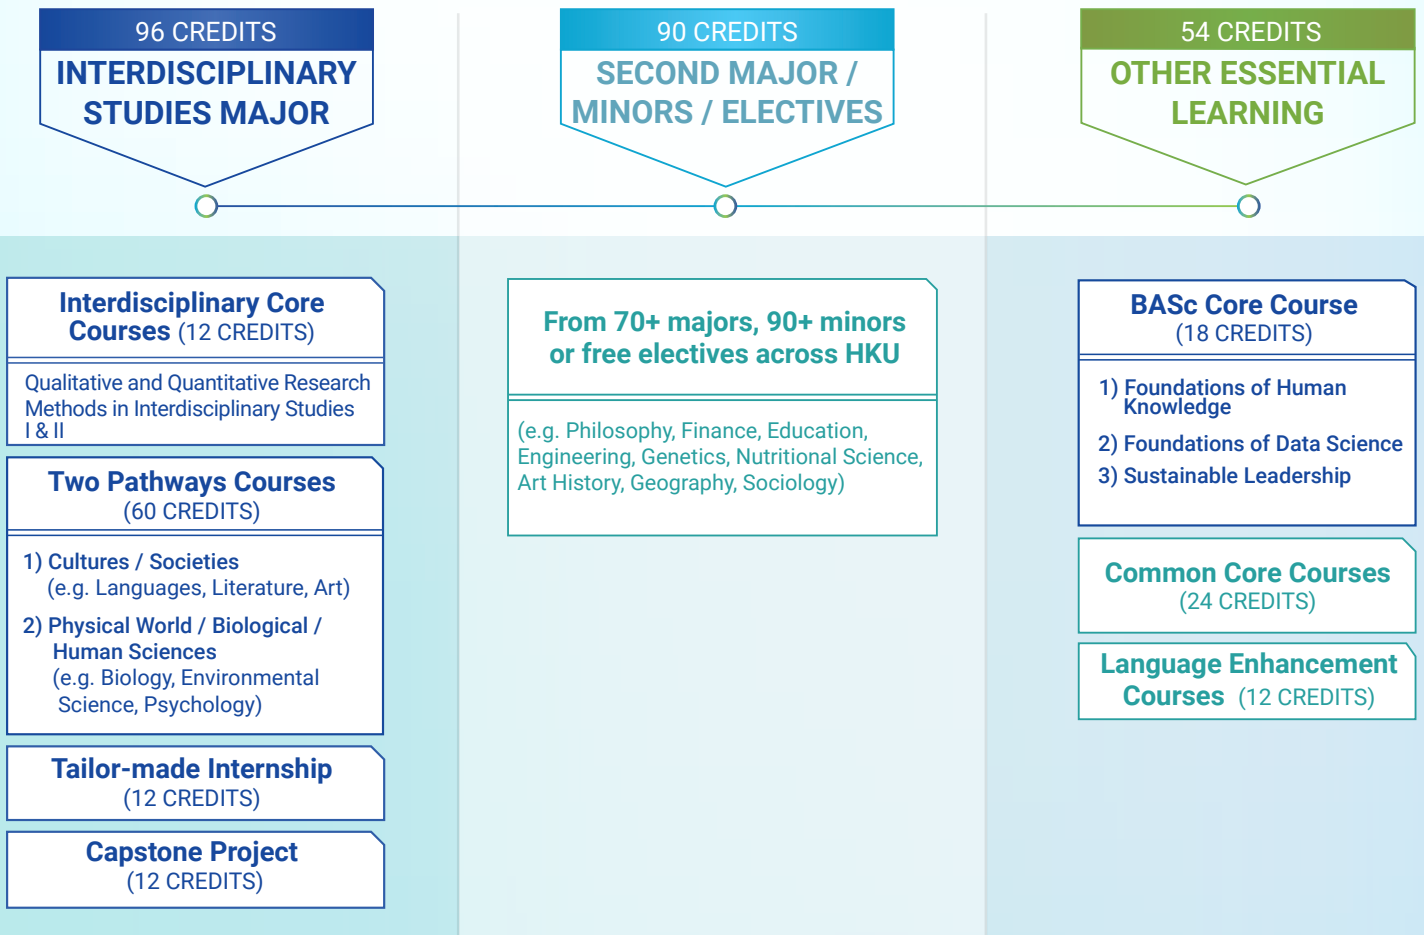 96 CREDITS
INTERDISCIPLINARY
STUDIES MAJOR
Interdisciplinary Core
Courses (12 CREDITS)
Qualitative and Quantitative Research
Methods in Interdisciplinary Studies
I & II
Two Pathways Courses
(60 CREDITS)
1) Cultures / Societies
(e.g. Languages, Literature, Art)
2) Physical World / Biological /
Human Sciences
(e.g. Biology, Environmental
Science, Psychology)
Tailor-made Internship
(12 CREDITS)
Capstone Project
(12 CREDITS)
90 CREDITS
SECOND MAJOR /
MINORS / ELECTIVES
From 70+ majors, 90+ minors
or free electives across HKU
(e.g. Philosophy, Finance, Education,
Engineering, Genetics, Nutritional Science,
Art History, Geography, Sociology)
54 CREDITS
OTHER ESSENTIAL
LEARNING
BASc Core Course
(18 CREDITS)
1) Foundations of Human
Knowledge
2) Foundations of Data Science
3) Sustainable Leadership
Common Core Courses
(24 CREDITS)
Language Enhancement
Courses (12 CREDITS)